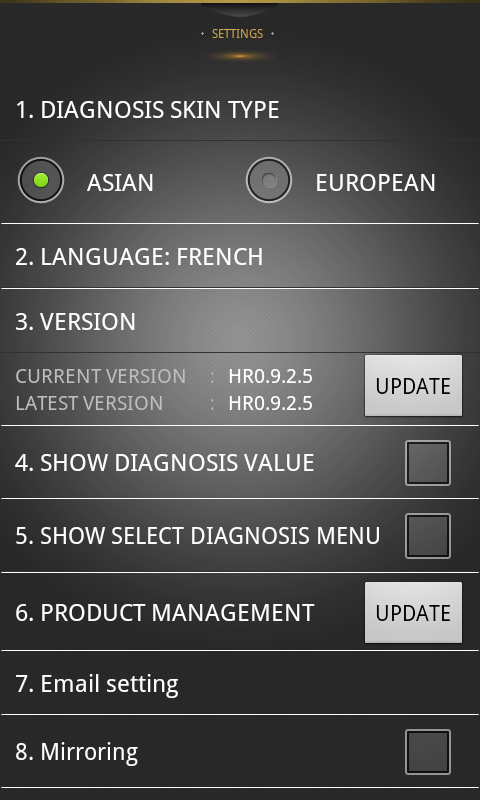 SETTINGS
1. DIAGNOSIS SKIN TYPE
ASIAN EUROPEAN
2. LANGUAGE: FRENCH
3. VERSION
CURRENT VERSION : HR0.9.2.5
LATEST VERSION : HR0.9.2.5
UPDATE
4. SHOW DIAGNOSIS VALUE
5. SHOW SELECT DIAGNOSIS MENU
6. PRODUCT MANAGEMENT UPDATE
7. Email setting
8. Mirroring